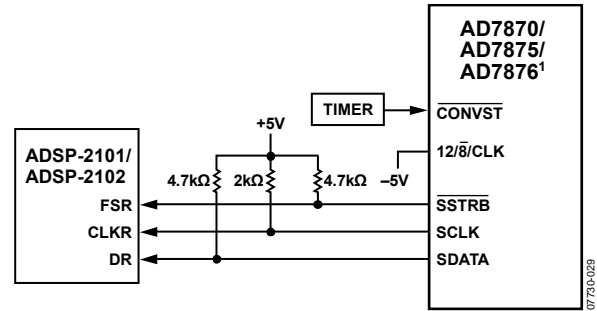 AD7870/
AD7875/
AD7876¹
TIMER
CONVST
+5V
12/8/CLK
ADSP-2101/
ADSP-2102
4.7kΩ
2kΩ
4.7kΩ
–5V
FSR
SSTRB
CLKR
SCLK
DR
SDATA
07730-029